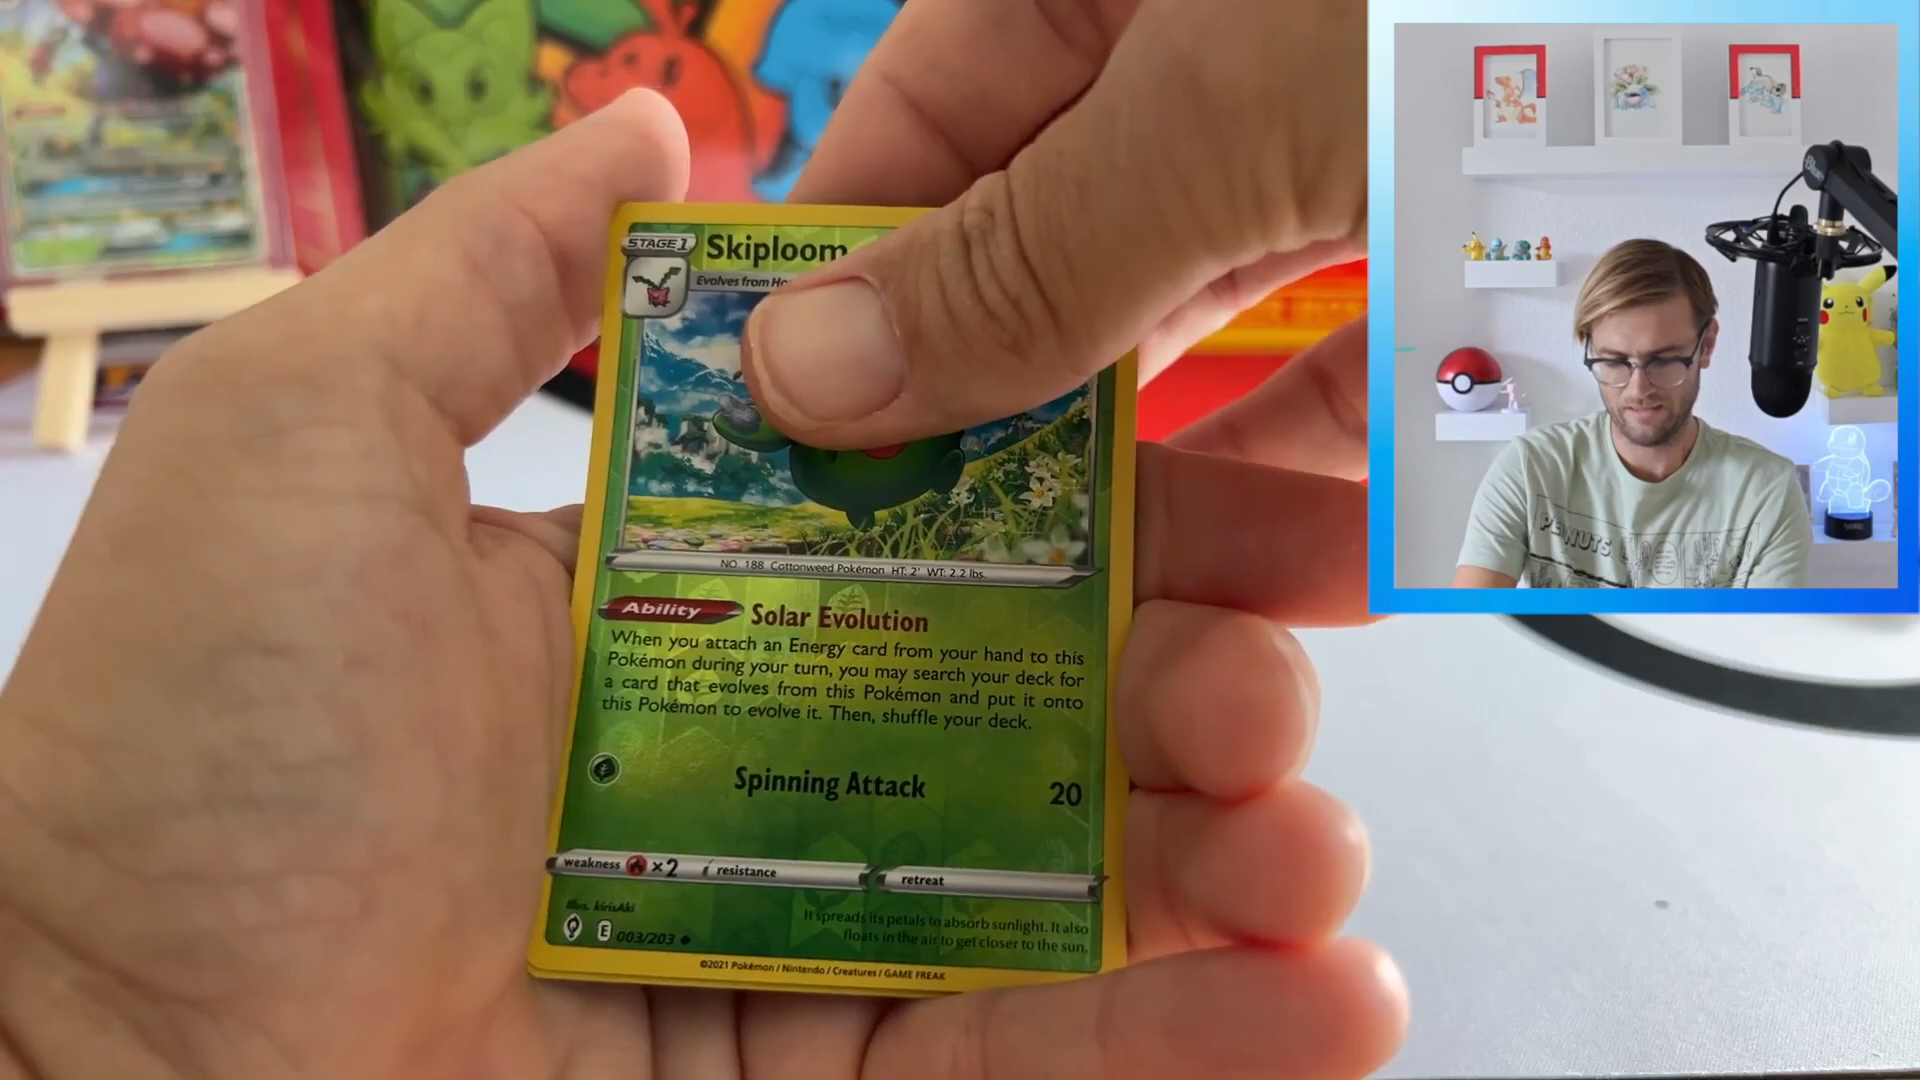 STAGE 1
Skiploom
Evolves from
NO. 188 Cottonweed Pokémon HT: 2' WT: 2.2 lbs.
Ability Solar Evolution
When you attach an Energy card from your hand to this
Pokémon during your turn, you may search your deck for
a card that evolves from this Pokémon and put it onto
this Pokémon to evolve it. Then, shuffle your deck.
Spinning Attack 20
weakness ×2 resistance retreat
Illus. kirisAki
It spreads its petals to absorb sunlight. It also
floats in the air to get closer to the sun.
E 003/203
©2021 Pokémon / Nintendo / Creatures / GAME FREAK
Blue
PEANUTS